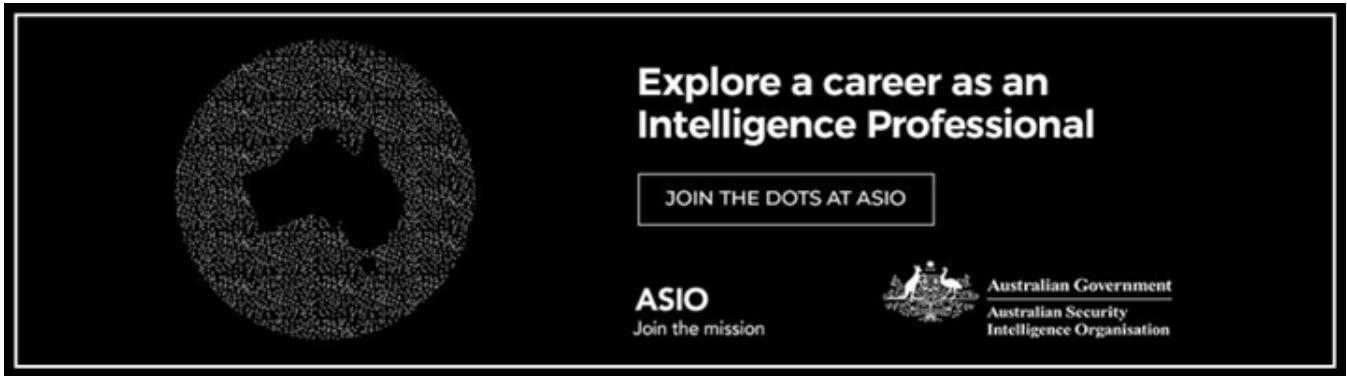 Explore a career as an
Intelligence Professional
JOIN THE DOTS AT ASIO
ASIO
Join the mission
Australian Government
Australian Security
Intelligence Organisation